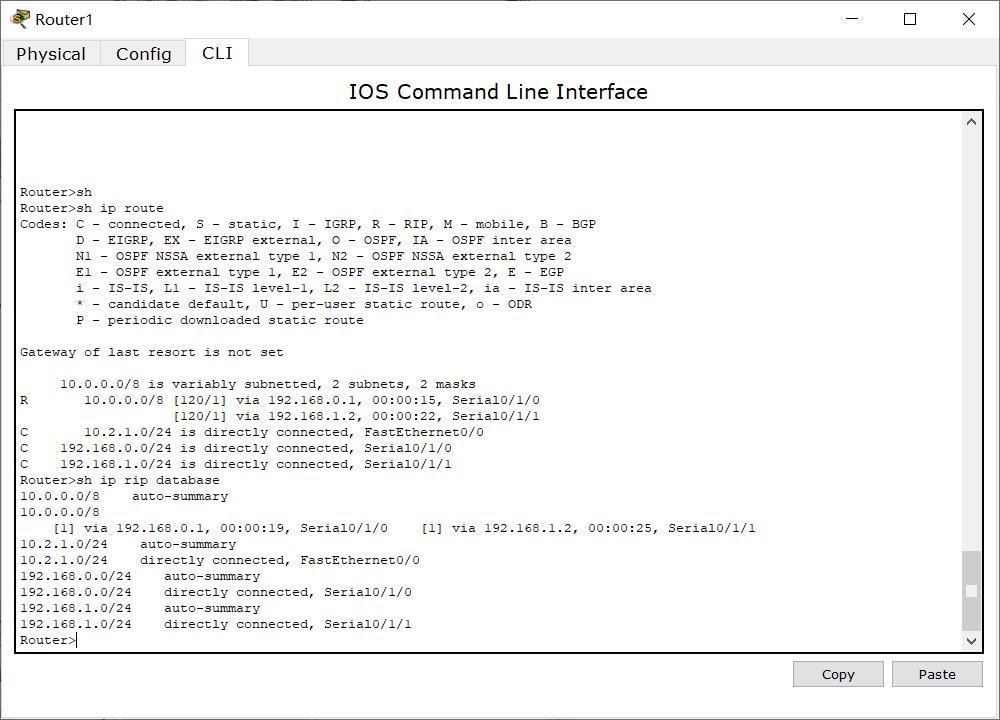 Router1
Physical Config CLI
IOS Command Line Interface
Router>sh
Router>sh ip route
Codes: C - connected, S - static, I - IGRP, R - RIP, M - mobile, B - BGP
       D - EIGRP, EX - EIGRP external, O - OSPF, IA - OSPF inter area
       N1 - OSPF NSSA external type 1, N2 - OSPF NSSA external type 2
       E1 - OSPF external type 1, E2 - OSPF external type 2, E - EGP
       i - IS-IS, L1 - IS-IS level-1, L2 - IS-IS level-2, ia - IS-IS inter area
       * - candidate default, U - per-user static route, o - ODR
       P - periodic downloaded static route
Gateway of last resort is not set
     10.0.0.0/8 is variably subnetted, 2 subnets, 2 masks
R       10.0.0.0/8 [120/1] via 192.168.0.1, 00:00:15, Serial0/1/0
                   [120/1] via 192.168.1.2, 00:00:22, Serial0/1/1
C       10.2.1.0/24 is directly connected, FastEthernet0/0
C    192.168.0.0/24 is directly connected, Serial0/1/0
C    192.168.1.0/24 is directly connected, Serial0/1/1
Router>sh ip rip database
10.0.0.0/8    auto-summary
10.0.0.0/8
    [1] via 192.168.0.1, 00:00:19, Serial0/1/0    [1] via 192.168.1.2, 00:00:25, Serial0/1/1
10.2.1.0/24    auto-summary
10.2.1.0/24    directly connected, FastEthernet0/0
192.168.0.0/24    auto-summary
192.168.0.0/24    directly connected, Serial0/1/0
192.168.1.0/24    auto-summary
192.168.1.0/24    directly connected, Serial0/1/1
Router>
Copy Paste